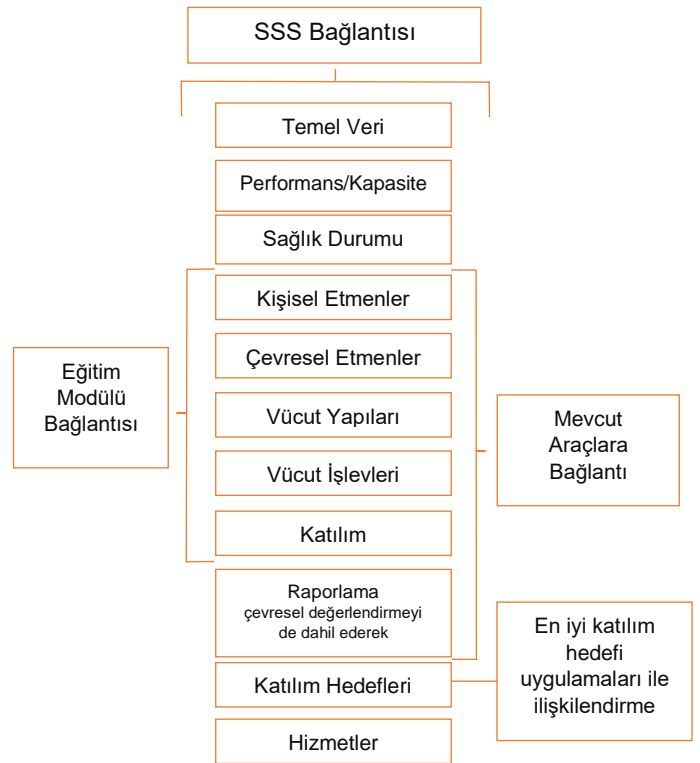 SSS Bağlantısı
Temel Veri
Performans/Kapasite
Sağlık Durumu
Kişisel Etmenler
Çevresel Etmenler
Vücut Yapıları
Vücut İşlevleri
Katılım
Raporlama
çevresel değerlendirmeyi
de dahil ederek
Katılım Hedefleri
Hizmetler
Eğitim
Modülü
Bağlantısı
Mevcut
Araçlara
Bağlantı
En iyi katılım
hedefi
uygulamaları ile
ilişkilendirme